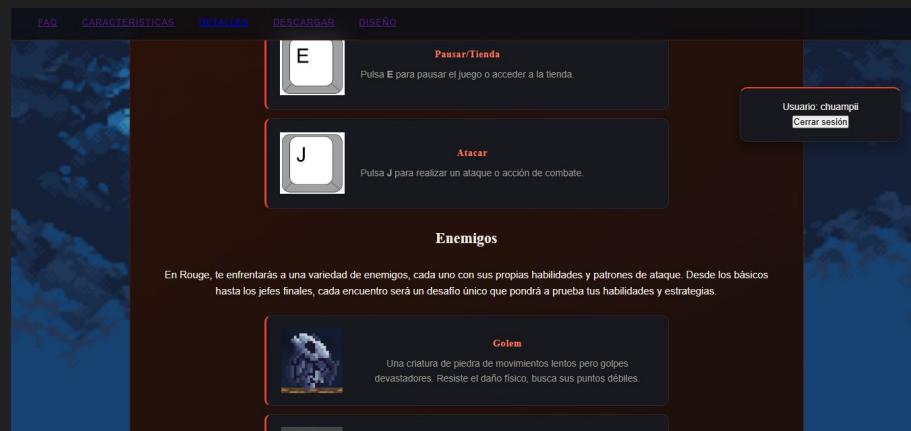 FAQ CARACTERÍSTICAS DETALLES DESCARGAR DISEÑO
E
Pausar/Tienda
Pulsa E para pausar el juego o acceder a la tienda.
Usuario: chuampii
Cerrar sesión
J
Atacar
Pulsa J para realizar un ataque o acción de combate.
Enemigos
En Rouge, te enfrentarás a una variedad de enemigos, cada uno con sus propias habilidades y patrones de ataque. Desde los básicos
hasta los jefes finales, cada encuentro será un desafío único que pondrá a prueba tus habilidades y estrategias.
Golem
Una criatura de piedra de movimientos lentos pero golpes
devastadores. Resiste el daño físico, busca sus puntos débiles.